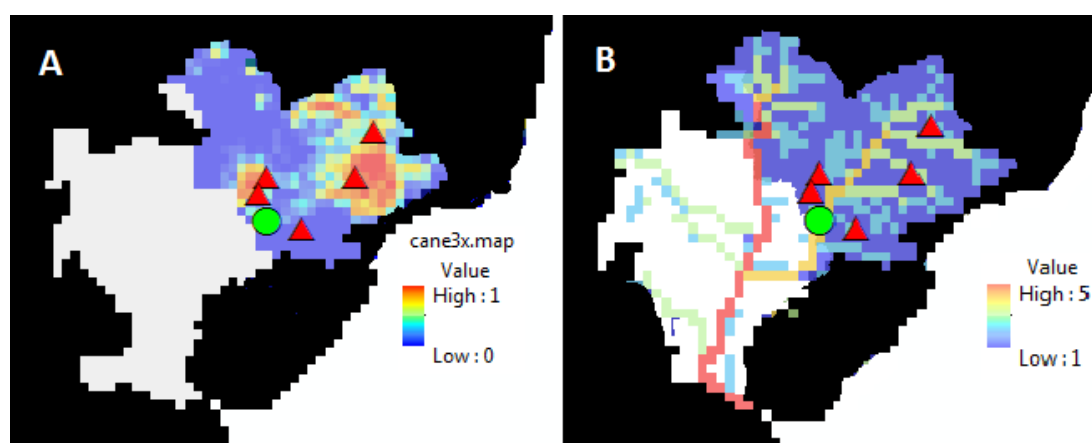 A
cane3x.map
Value
High : 1
Low : 0
B
Value
High : 5
Low : 1